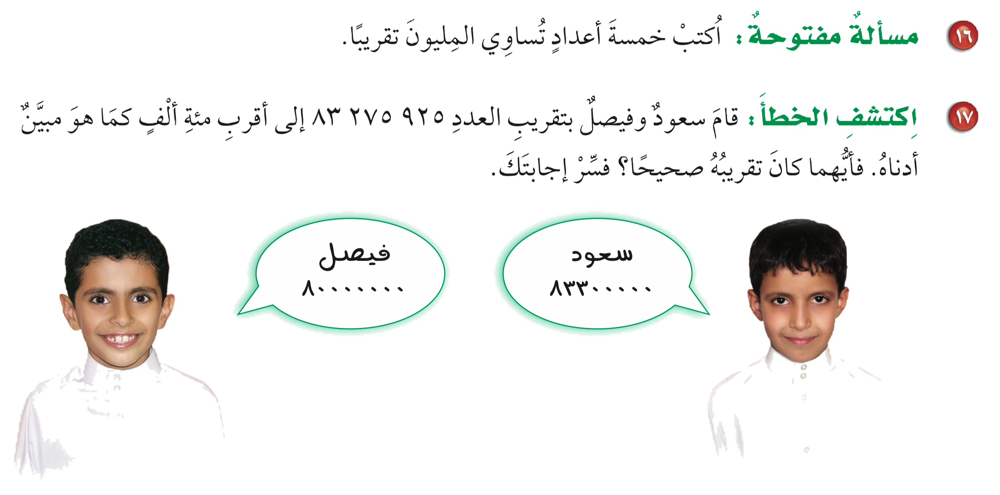 ١٦ مسألةٌ مفتوحةٌ : اُكتبْ خمسةَ أعدادٍ تُساوِي المِليونَ تقريبًا.
١٧ اِكتشفِ الخطأَ : قامَ سعودٌ وفيصلٌ بتقريبِ العددِ ٩٢٥ ٢٧٥ ٨٣ إلى أقربِ مئةِ ألْفٍ كمَا هوَ مبيَّنٌ
أدناهُ. فأيُّهما كانَ تقريبُهُ صحيحًا؟ فسِّرْ إجابتَكَ.
سعود
٨٣٣٠٠٠٠٠
فيصل
٨٠٠٠٠٠٠٠